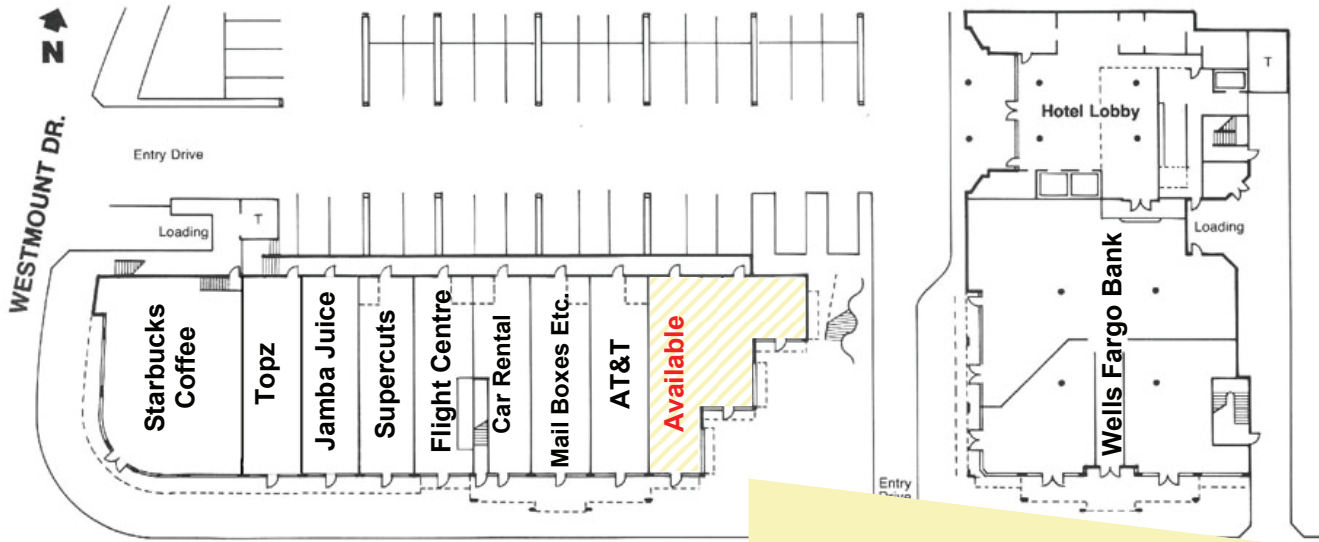 N
WESTMOUNT DR.
Entry Drive
Loading
T
Starbucks
Coffee
Topz
Jamba Juice
Supercuts
Flight Centre
Car Rental
Mail Boxes Etc.
AT&T
Available
Entry
Drive
Hotel Lobby
T
Loading
Wells Fargo Bank